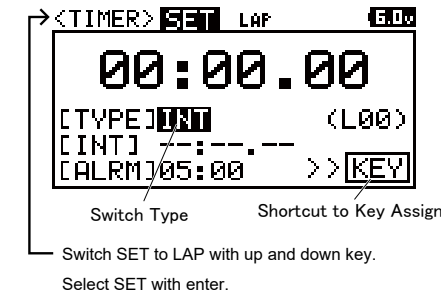 <TIMER> SET LAP 6.0v
00:00.00
[TYPE]INT (L00)
[INT] --:--.--
[ALRM]05:00 >>KEY
Switch Type Shortcut to Key Assign
Switch SET to LAP with up and down key.
Select SET with enter.